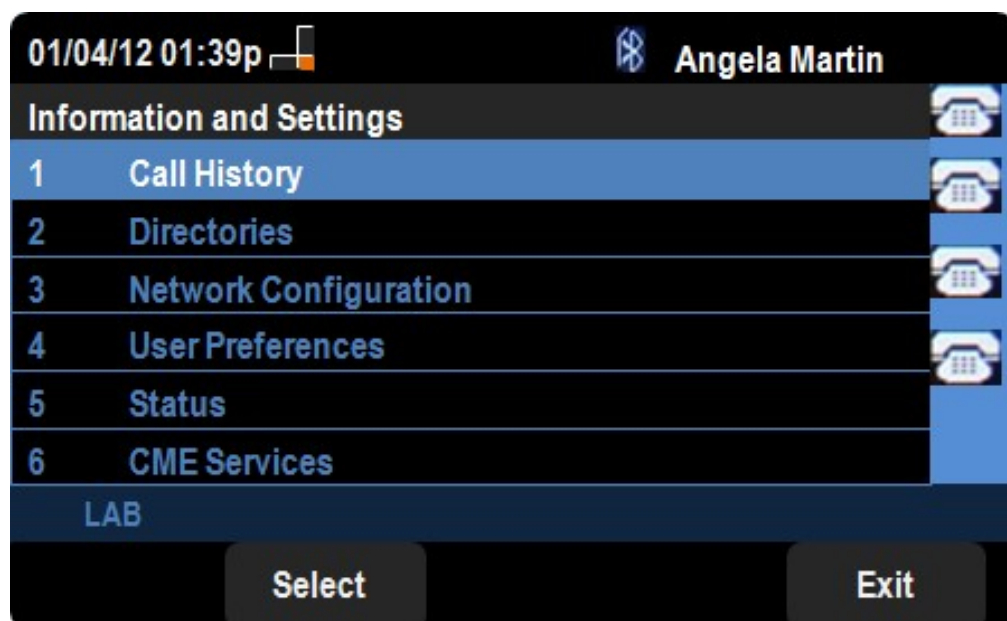 01/04/12 01:39p Angela Martin
Information and Settings
1 Call History
2 Directories
3 Network Configuration
4 User Preferences
5 Status
6 CME Services
LAB
Select Exit